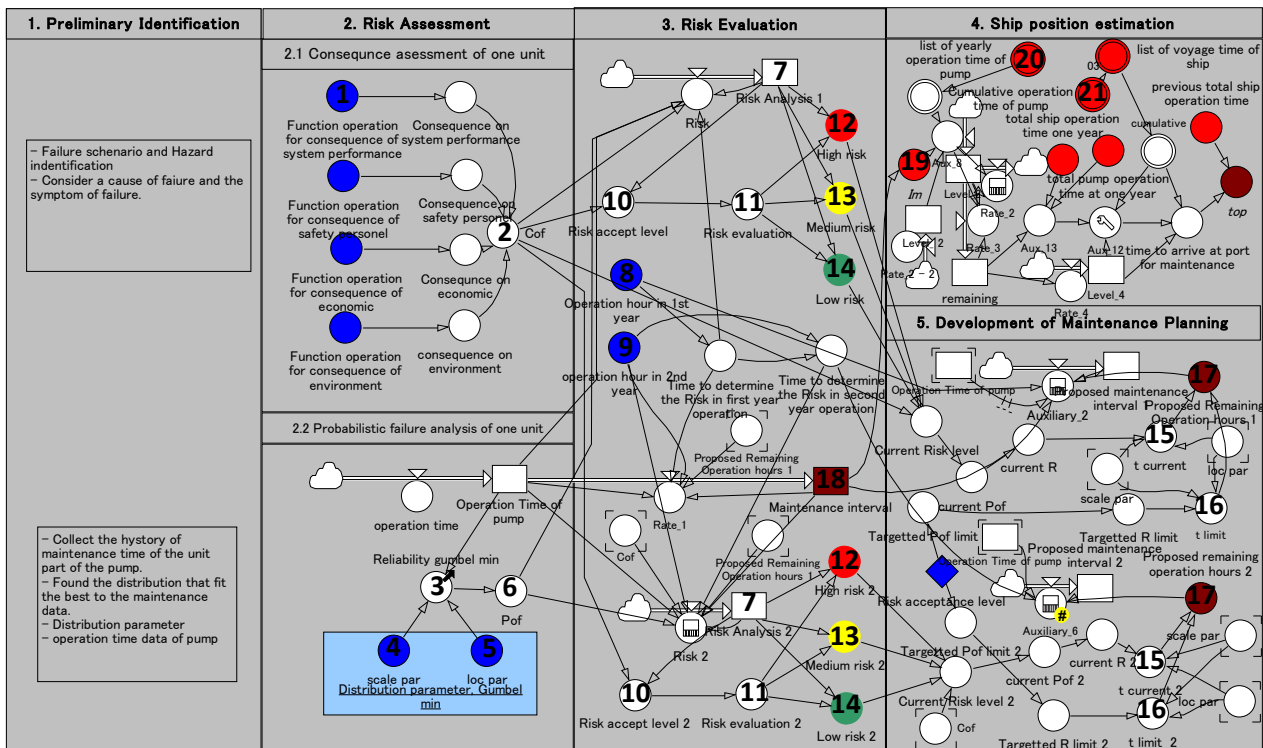 1. Preliminary Identification
- Failure schenario and Hazard
indentification
- Consider a cause of faiure and the
symptom of failure.
- Collect the hystory of
maintenance time of the unit
part of the pump.
- Found the distribution that fit
the best to the maintenance
data.
- Distribution parameter
- operation time data of pump
2. Risk Assessment
2.1 Consequnce asessment of one unit
1
Function operation
for consequence of
system performance
Consequence on
system performance
Function operation
for consequence of
safety personel
Consequence on
safety personel
2
Cof
Function operation
for consequence of
economic
Consequence on
economic
Function operation
for consequence of
environment
consequence on
environment
2.2 Probabilistic failure analysis of one unit
operation time
Operation Time of
pump
Reliability gumbel min
3
6
Pof
4
5
scale par
loc par
Distribution parameter, Gumbel
min
3. Risk Evaluation
7
Risk Analysis 1
Risk
12
High risk
10
Risk accept level
11
Risk evaluation
13
Medium risk
14
Low risk
8
Operation hour in 1st
year
9
operation hour in 2nd
year
Time to determine
the Risk in first year
operation
Time to determine
the Risk in second
year operation
Proposed Remaining
Operation hours 1
18
Maintenance interval
Rate_1
Cof
Proposed Remaining
Operation hours 1
12
High risk 2
7
Risk Analysis 2
Risk 2
13
Medium risk 2
10
Risk accept level 2
11
Risk evaluation 2
14
Low risk 2
4. Ship position estimation
list of yearly
operation time of
pump
20
03
list of voyage time of
ship
21
Cumulative operation
time of pump
total ship operation
time one year
previous total ship
operation time
cumulative
19
Im
Aux_8
Rate_2
total pump operation
time at one year
top
Level_2
Rate_3
Aux_13
Aux_12
time to arrive at port
for maintenance
Rate_2 - 2
remaining
Level_4
Rate_4
5. Development of Maintenance Planning
Operation Time of pump
Proposed maintenance
interval 1
17
Proposed Remaining
Operation hours 1
Auxiliary_2
Current Risk level
current R
15
t current
loc par
scale par
current Pof
16
t limit
Targetted Pof limit
Targetted R limit
Operation Time of pump
Proposed maintenance
interval 2
Proposed remaining
operation hours 2
Risk acceptance level
17
#
Auxiliary_6
scale par
Targetted Pof limit 2
current R 2
current Pof 2
15
t current 2
Current Risk level 2
loc par
16
Cof
Targetted R limit 2
t limit 2